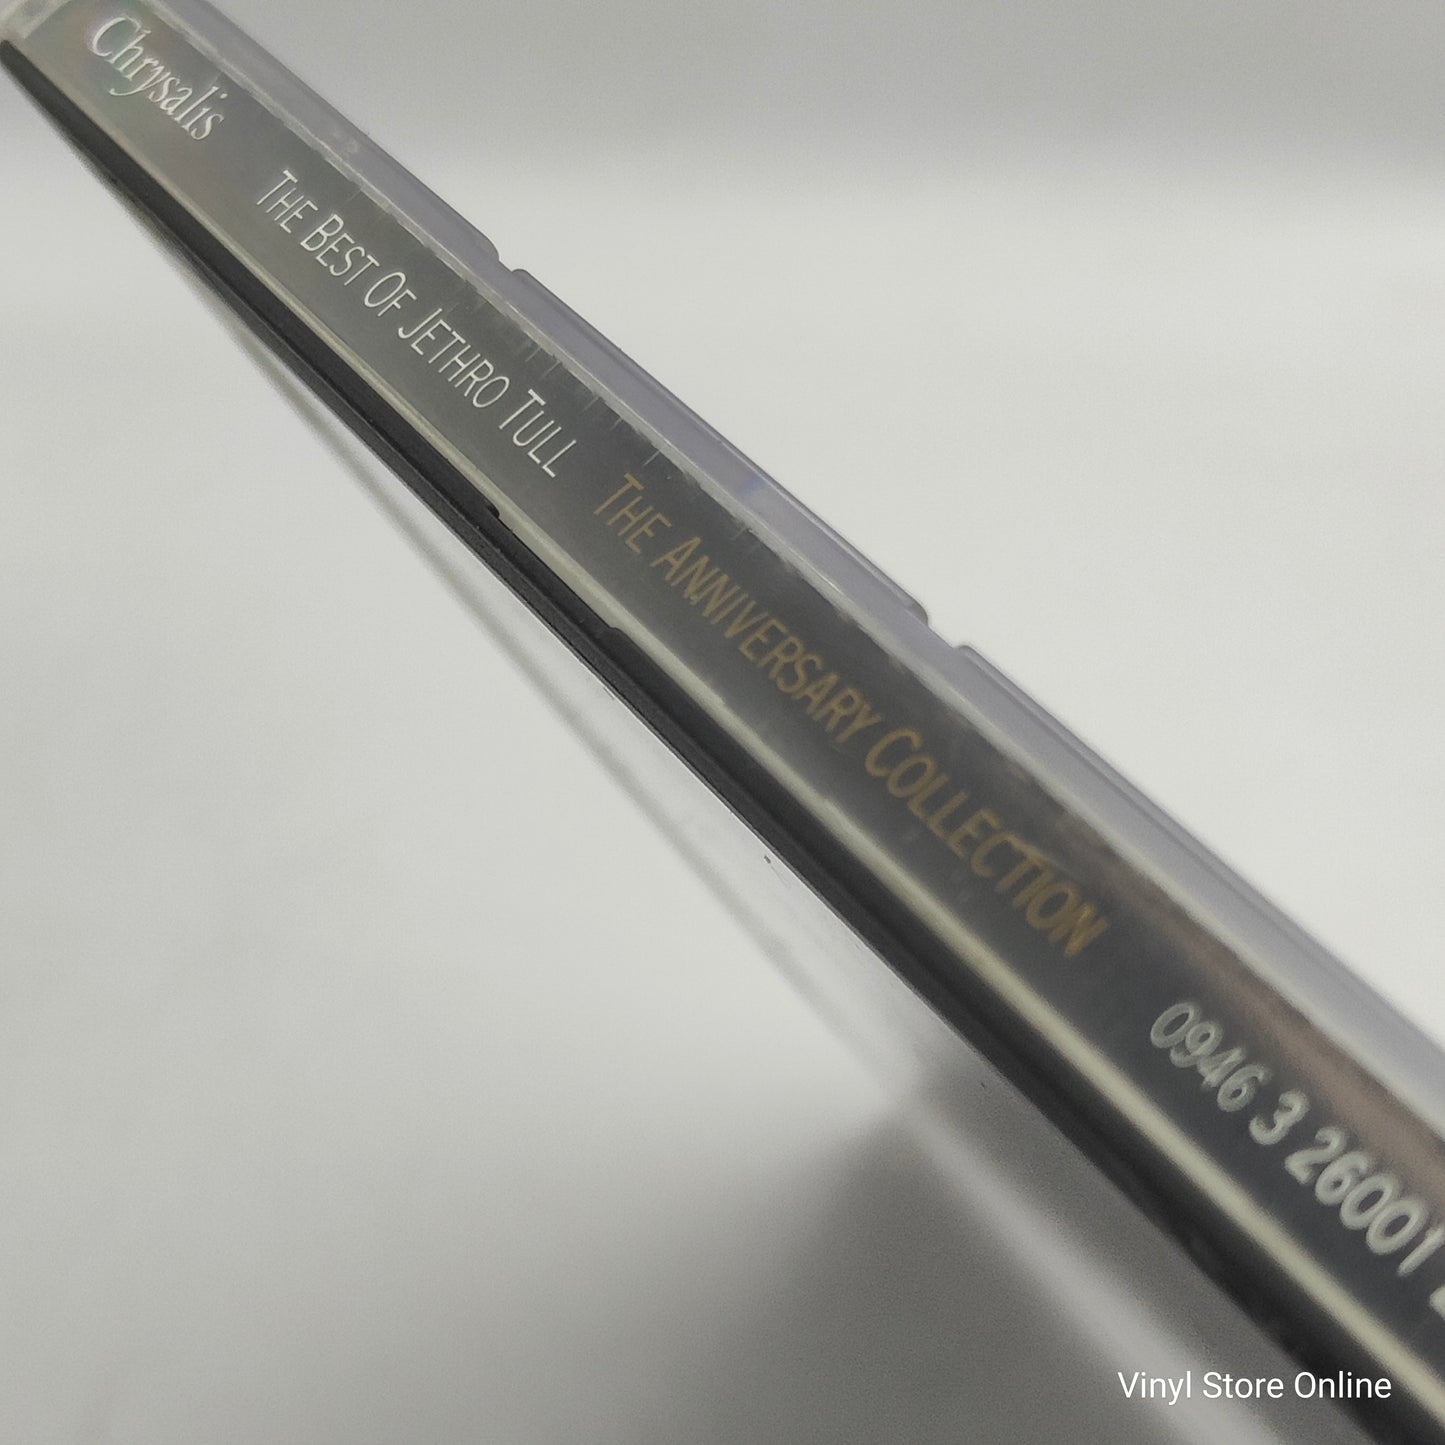 Chrysalis THE BEST OF JETHRO TULL THE ANNIVERSARY COLLECTION 0946 3 26001
Vinyl Store Online